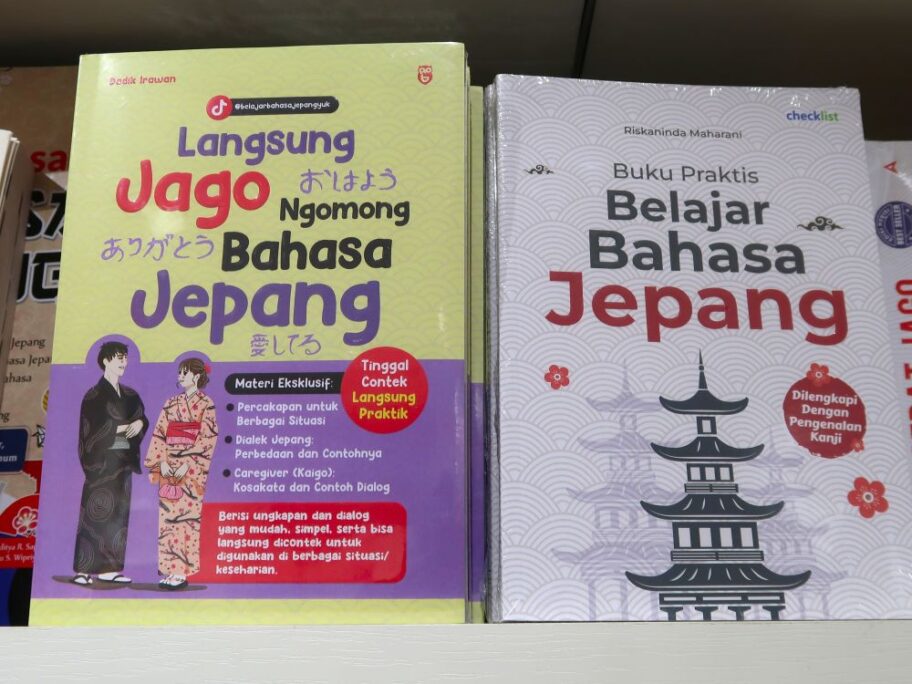 Dodik Irawan
@belajarbahasajepangyuk
Langsung
Jago
おはよう
Ngomong
ありがとう
Bahasa
Jepang
愛してる
Tinggal
Contek
Langsung
Praktik
Materi Eksklusif:
Percakapan untuk
Berbagai Situasi
Dialek Jepang:
Perbedaan dan Contohnya
Caregiver (Kaigo):
Kosakata dan Contoh Dialog
Berisi ungkapan dan dialog
yang mudah, simpel, serta bisa
langsung dicontek untuk
digunakan di berbagai situasi/
keseharian.
checklist
Riskaninda Maharani
Buku Praktis
Belajar
Bahasa
Jepang
Dilengkapi
Dengan
Pengenalan
Kanji
BEST SELLER